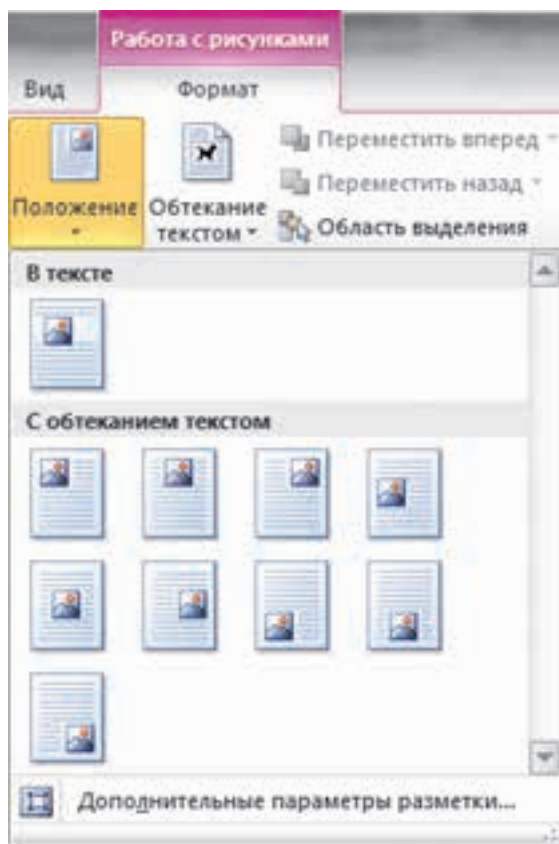 Работа с рисунками
Вид Формат
Переместить вперед
Переместить назад
Положение Обтекание текстом Область выделения
В тексте
С обтеканием текстом
Дополнительные параметры разметки...